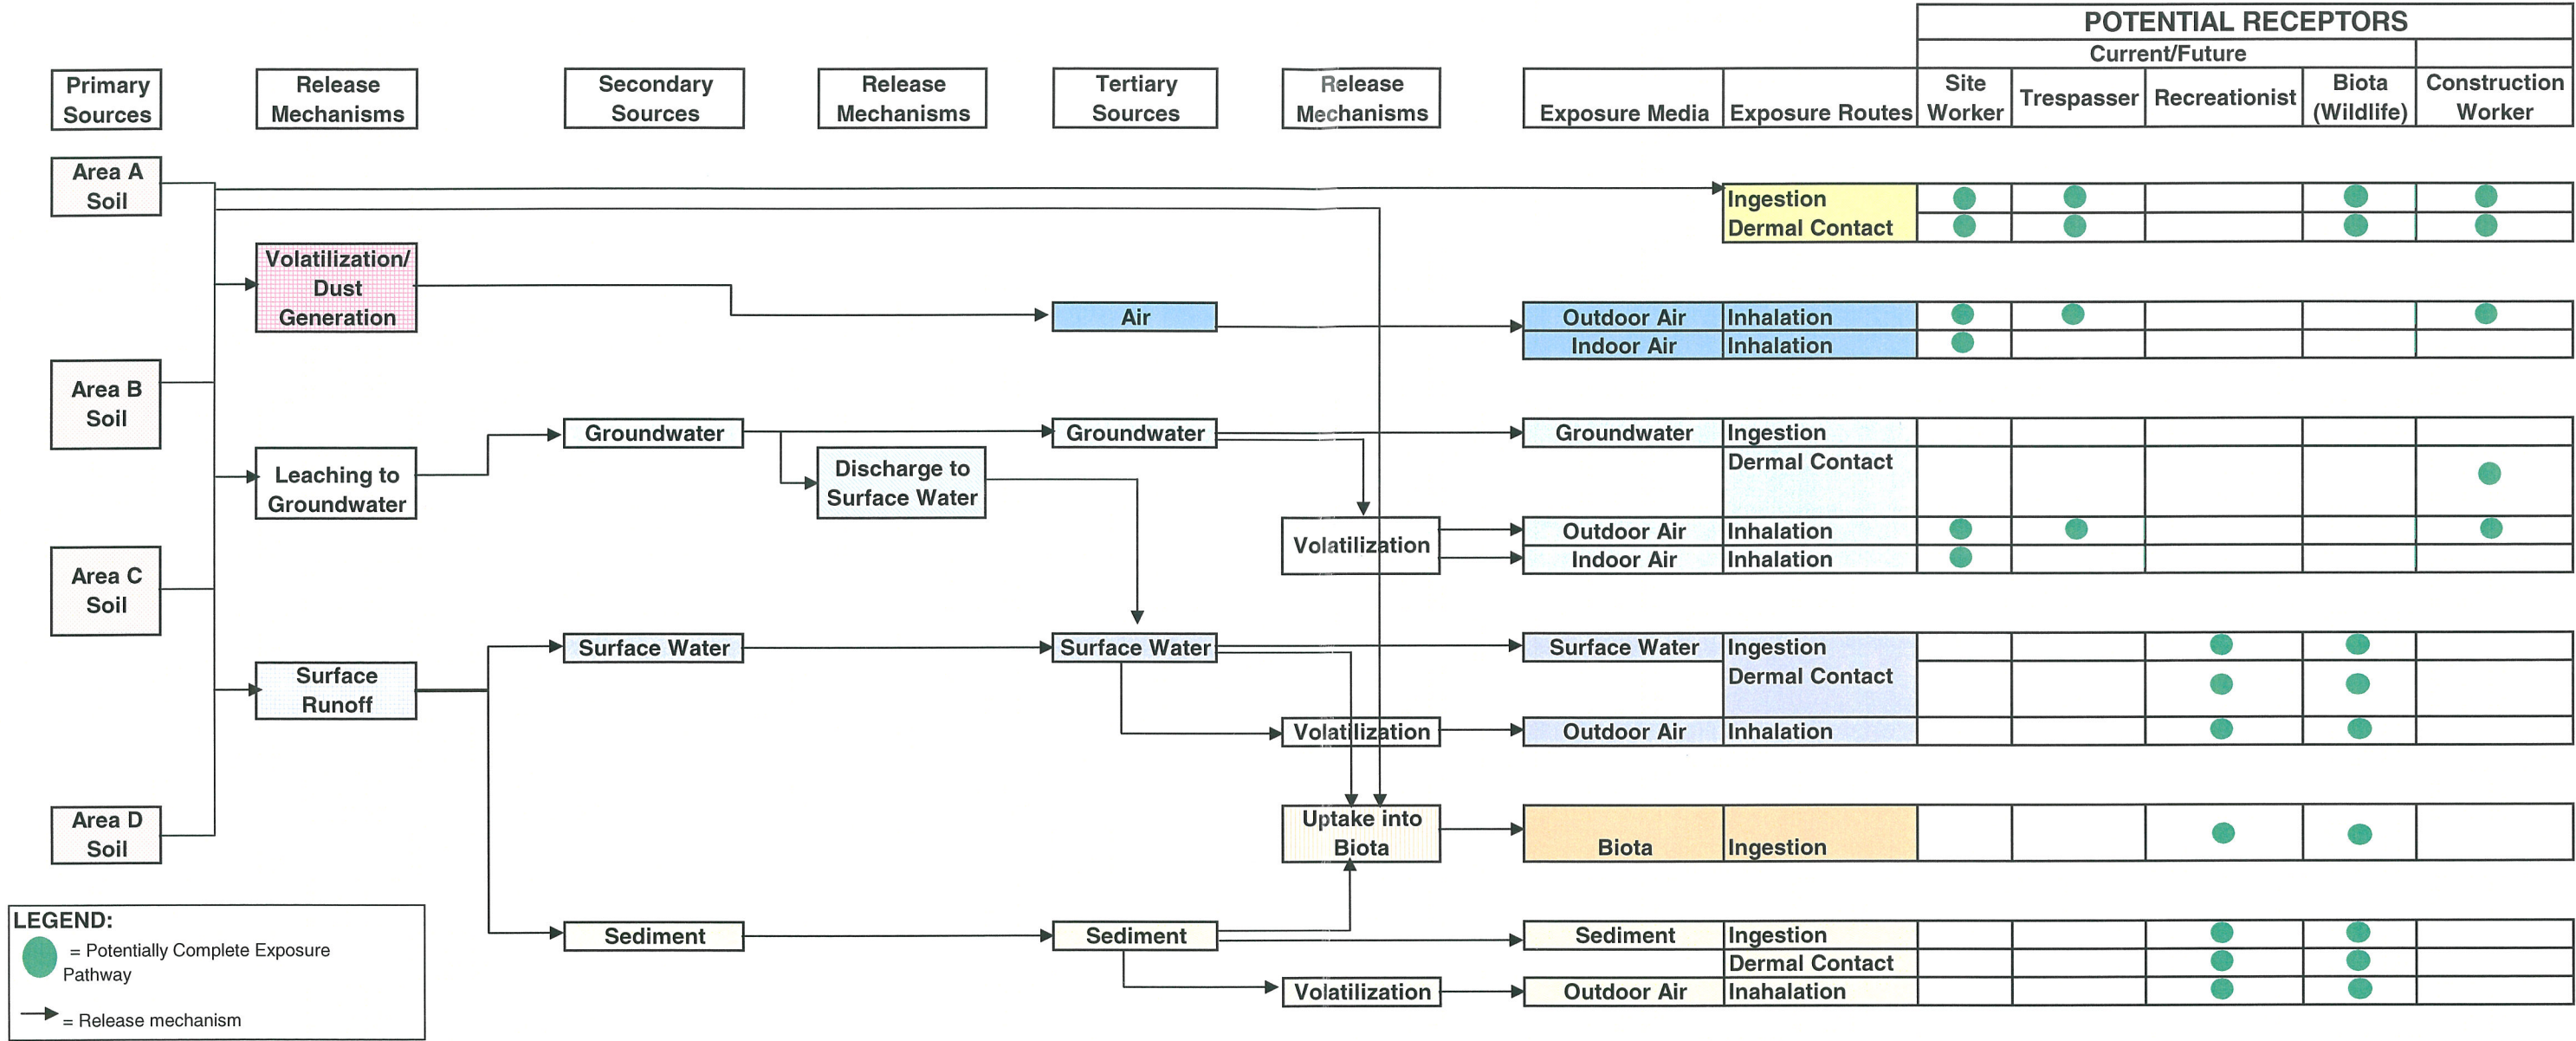 POTENTIAL RECEPTORS
Current/Future
Primary
Sources
Release
Mechanisms
Secondary
Sources
Release
Mechanisms
Tertiary
Sources
Release
Mechanisms
Exposure Media
Exposure Routes
Site
Worker
Trespasser
Recreationist
Biota
(Wildlife)
Construction
Worker
Area A
Soil
Ingestion
Dermal Contact
Volatilization/
Dust
Generation
Air
Outdoor Air
Inhalation
Indoor Air
Inhalation
Area B
Soil
Leaching to
Groundwater
Groundwater
Discharge to
Surface Water
Groundwater
Groundwater
Ingestion
Dermal Contact
Volatilization
Outdoor Air
Inhalation
Indoor Air
Inhalation
Area C
Soil
Surface
Runoff
Surface Water
Surface Water
Surface Water
Ingestion
Dermal Contact
Volatilization
Outdoor Air
Inhalation
Area D
Soil
Uptake into
Biota
Biota
Ingestion
Sediment
Sediment
Sediment
Ingestion
Dermal Contact
Volatilization
Outdoor Air
Inahalation
LEGEND:
= Potentially Complete Exposure
Pathway
= Release mechanism